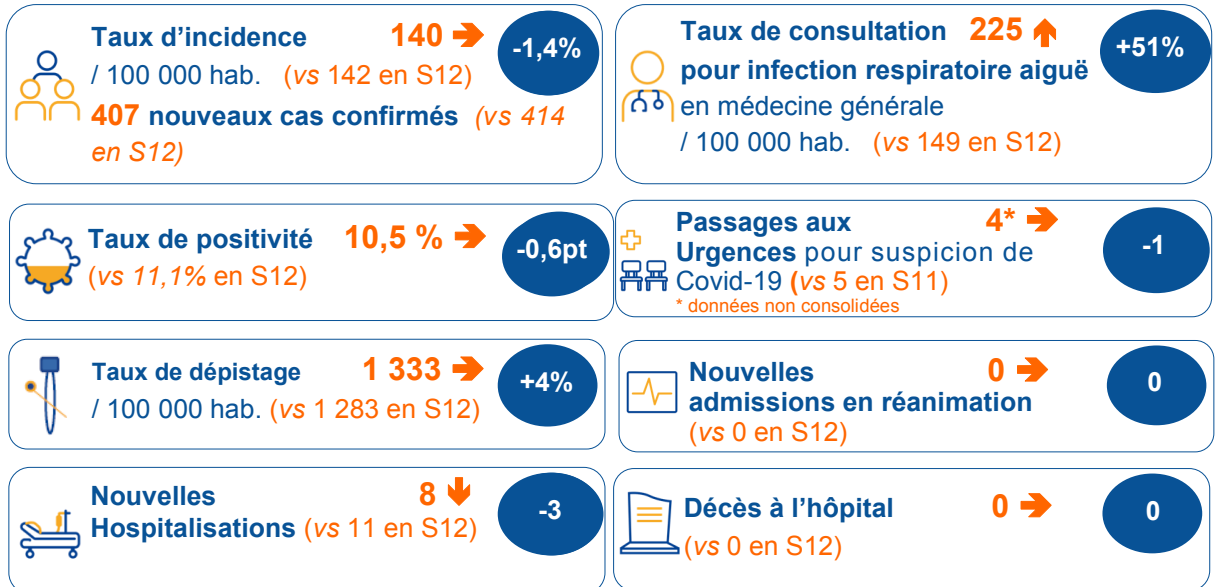 Taux d’incidence 140 -1,4%
/ 100 000 hab. (vs 142 en S12)
407 nouveaux cas confirmés (vs 414
en S12)
Taux de consultation 225 +51%
pour infection respiratoire aiguë
en médecine générale
/ 100 000 hab. (vs 149 en S12)
Taux de positivité 10,5 % -0,6pt
(vs 11,1% en S12)
Passages aux 4* -1
Urgences pour suspicion de
Covid-19 (vs 5 en S11)
* données non consolidées
Taux de dépistage 1 333 +4%
/ 100 000 hab. (vs 1 283 en S12)
Nouvelles 0 0
admissions en réanimation
(vs 0 en S12)
Nouvelles 8 -3
Hospitalisations (vs 11 en S12)
Décès à l’hôpital 0 0
(vs 0 en S12)